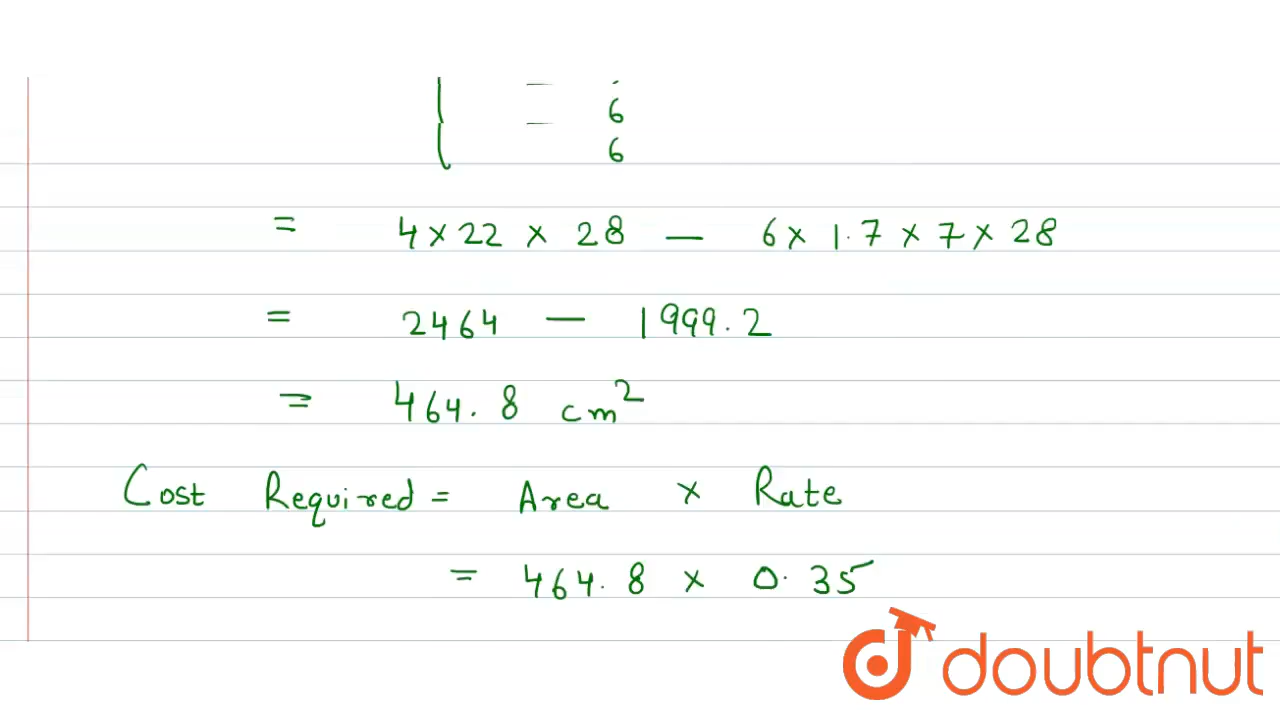 = 6
= 6
= 4 × 22 × 28 — 6 × 1.7 × 7 × 28
= 2464 — 1999.2
= 464.8 cm²
Cost Required = Area × Rate
= 464.8 × 0.35
doubtnut